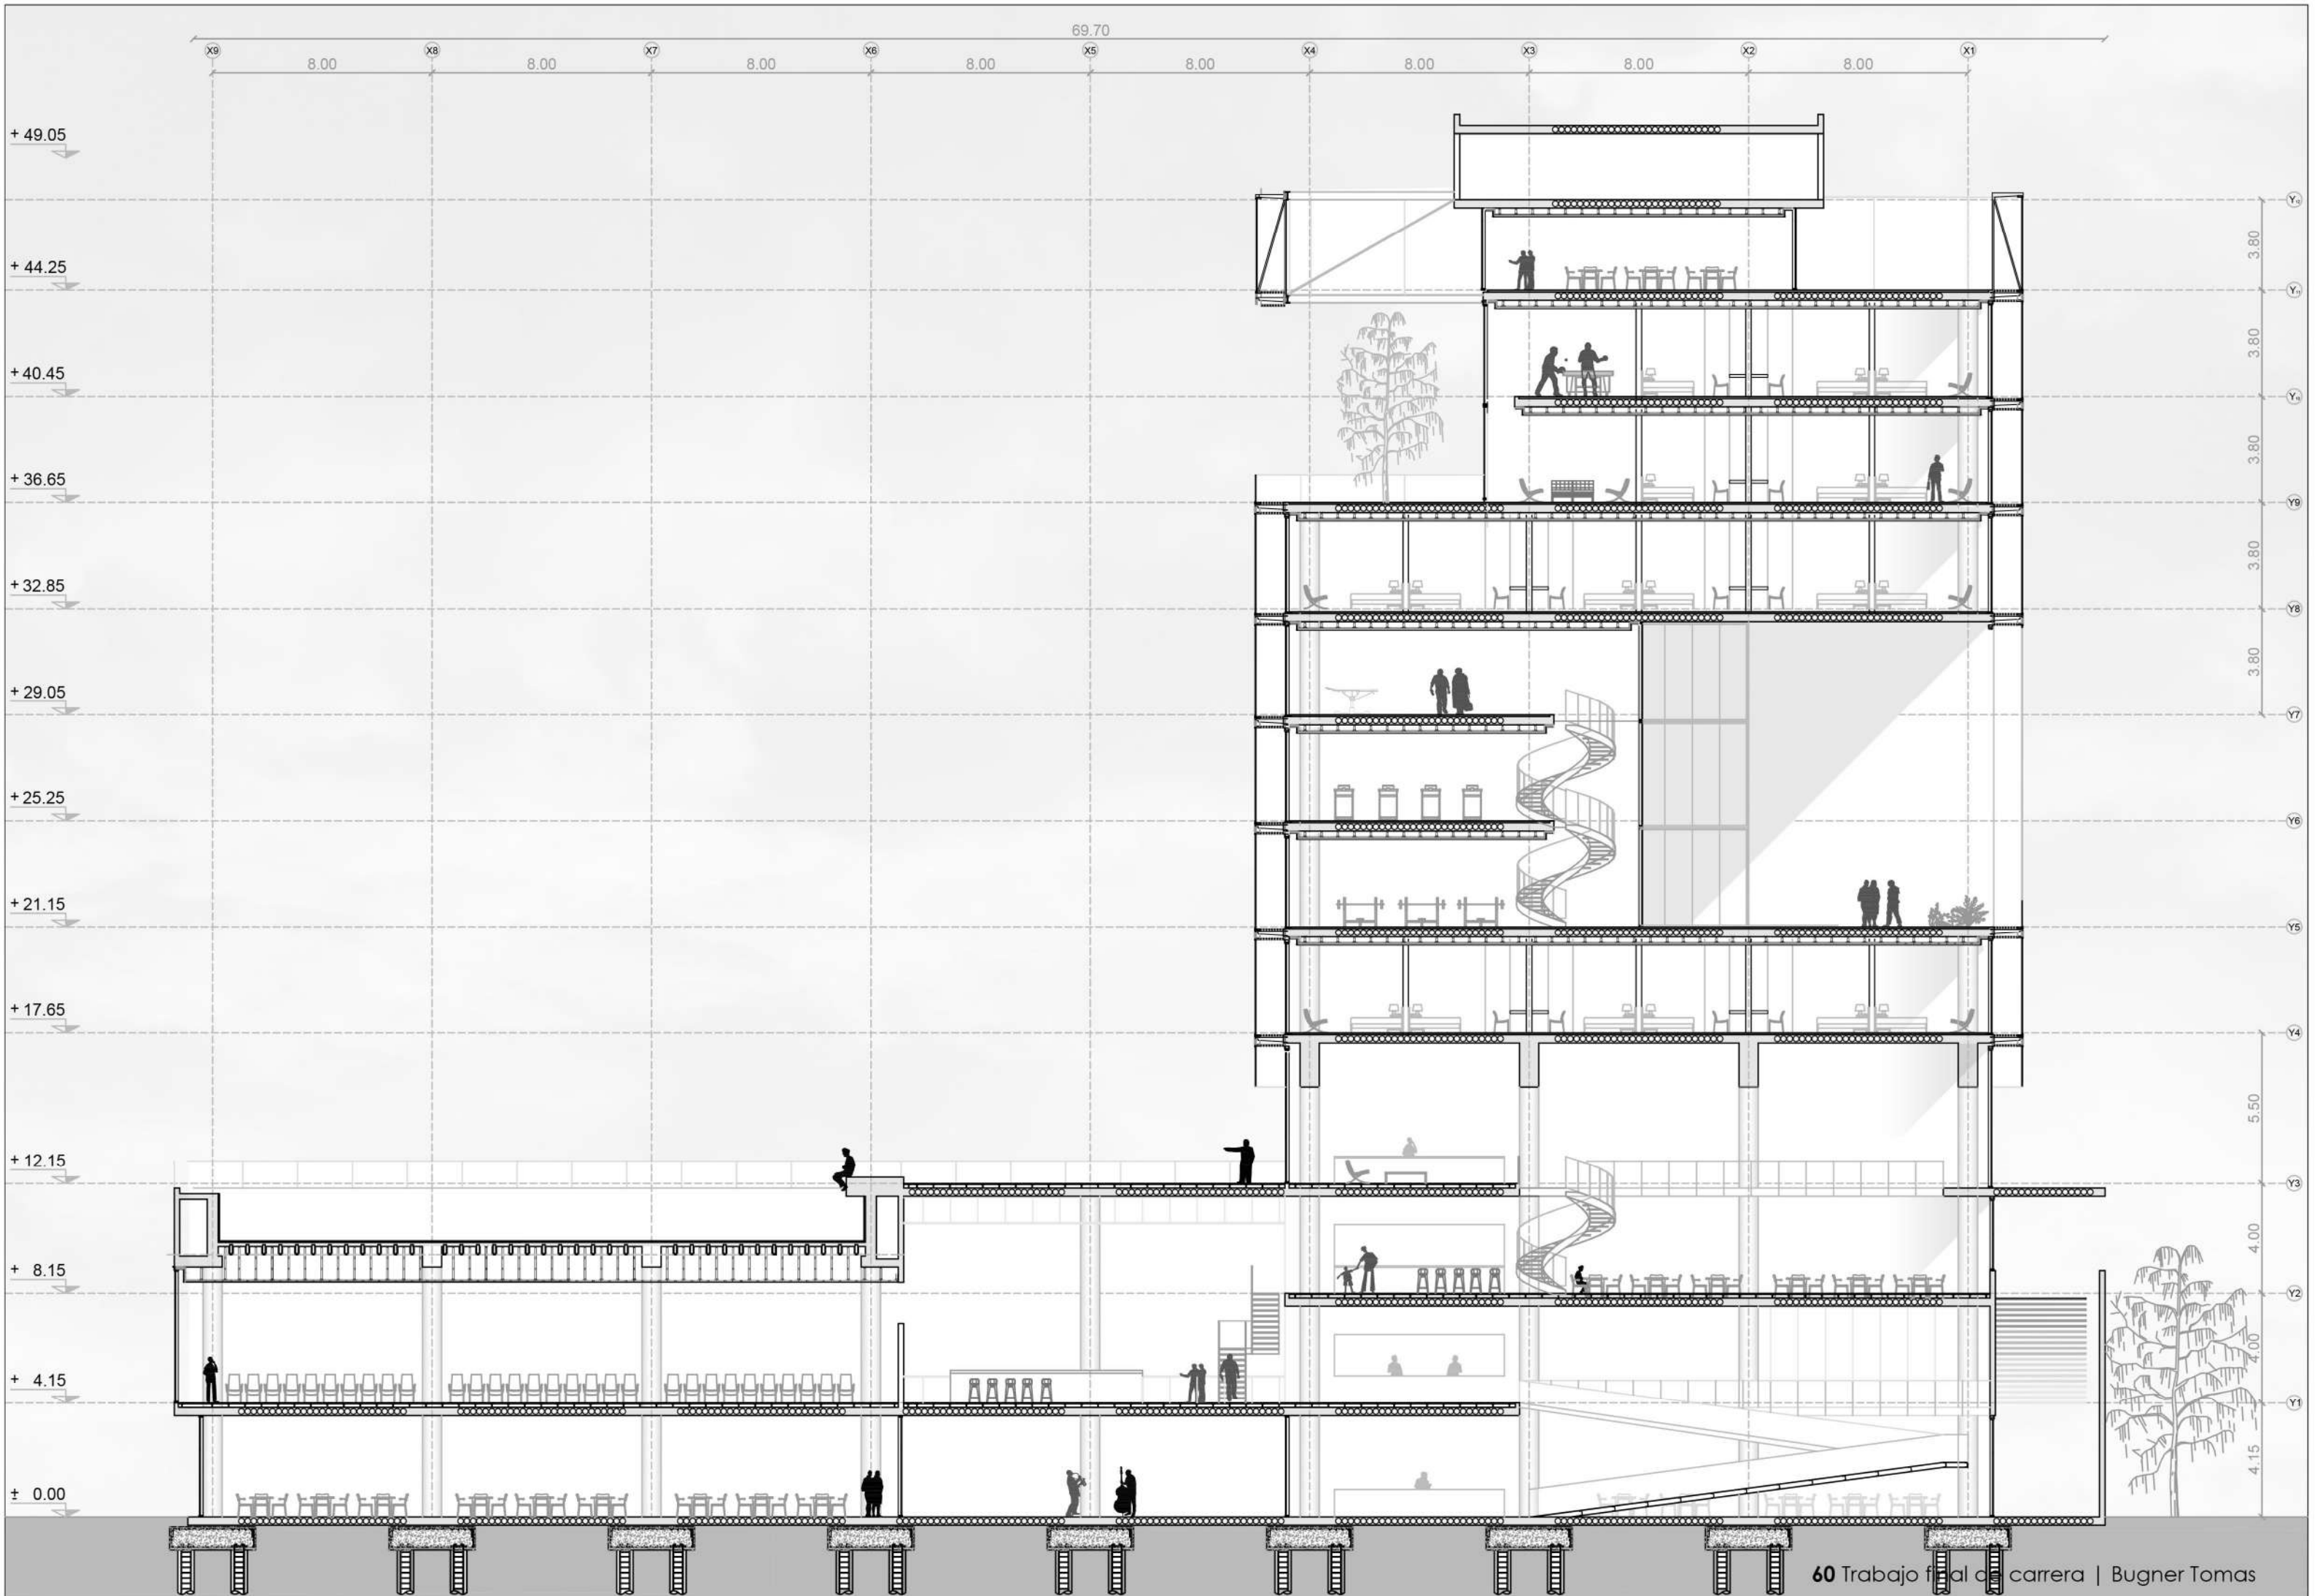 69.70
X9 X8 X7 X6 X5 X4 X3 X2 X1
8.00 8.00 8.00 8.00 8.00 8.00 8.00 8.00
+ 49.05
3.80
+ 44.25
3.80
+ 40.45
3.80
+ 36.65
Y9
3.80
+ 32.85
Y8
3.80
+ 29.05
Y7
+ 25.25
Y6
+ 21.15
Y5
+ 17.65
Y4
5.50
+ 12.15
Y3
4.00
+ 8.15
Y2
4.00
+ 4.15
Y1
4.15
± 0.00
60 Trabajo final de carrera | Bugner Tomas